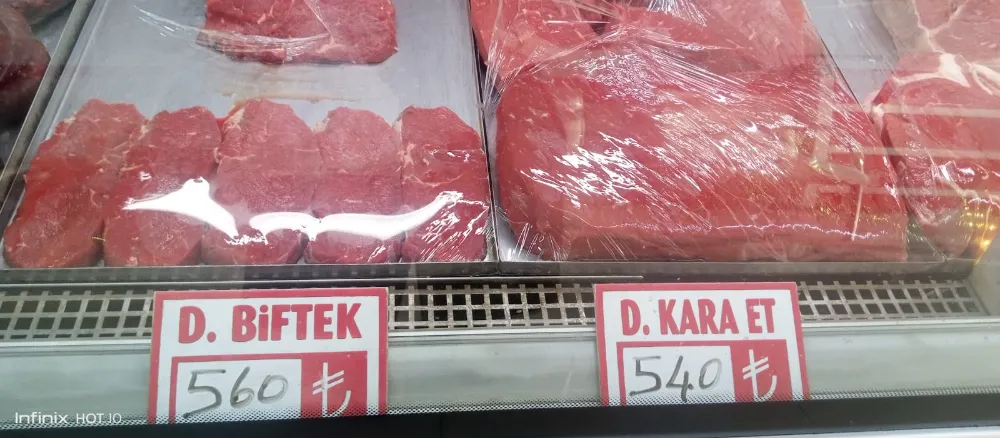 D. BiFTEK
560 ₺
D. KARA ET
540 ₺
Infinix HOT 10